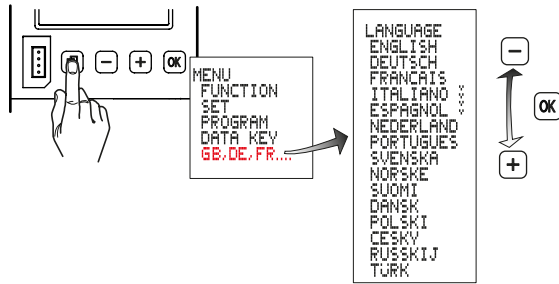 OK
MENU
FUNCTION
SET
PROGRAM
DATA KEY
GB,DE,FR....
LANGUAGE
ENGLISH
DEUTSCH
FRANCAIS
ITALIANO
ESPAGNOL
NEDERLAND
PORTUGUES
SVENSKA
NORSKE
SUOMI
DANSK
POLSKI
CESKY
RUSSKIJ
TÜRK
OK